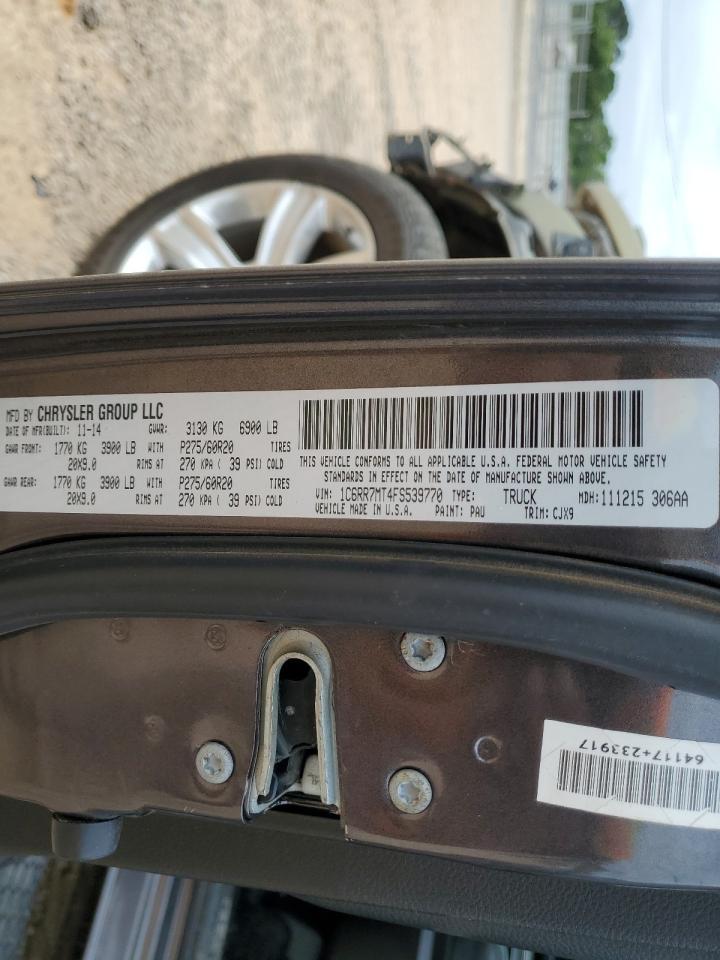 MFD BY CHRYSLER GROUP LLC
DATE OF MFR(BUILT): 11-14 GVWR: 3130 KG 6900 LB
GAWR FRONT: 1770 KG 3900 LB WITH P275/60R20 TIRES
20X9.0 RIMS AT 270 KPA ( 39 PSI) COLD
GAWR REAR: 1770 KG 3900 LB WITH P275/60R20 TIRES
20X9.0 RIMS AT 270 KPA ( 39 PSI) COLD
THIS VEHICLE CONFORMS TO ALL APPLICABLE U.S.A. FEDERAL MOTOR VEHICLE SAFETY
STANDARDS IN EFFECT ON THE DATE OF MANUFACTURE SHOWN ABOVE.
VIN: 1C6RR7MT4FS539770 TYPE: TRUCK MDH: 111215 306AA
VEHICLE MADE IN U.S.A. PAINT: PAU TRIM: CJX9
64117+233917